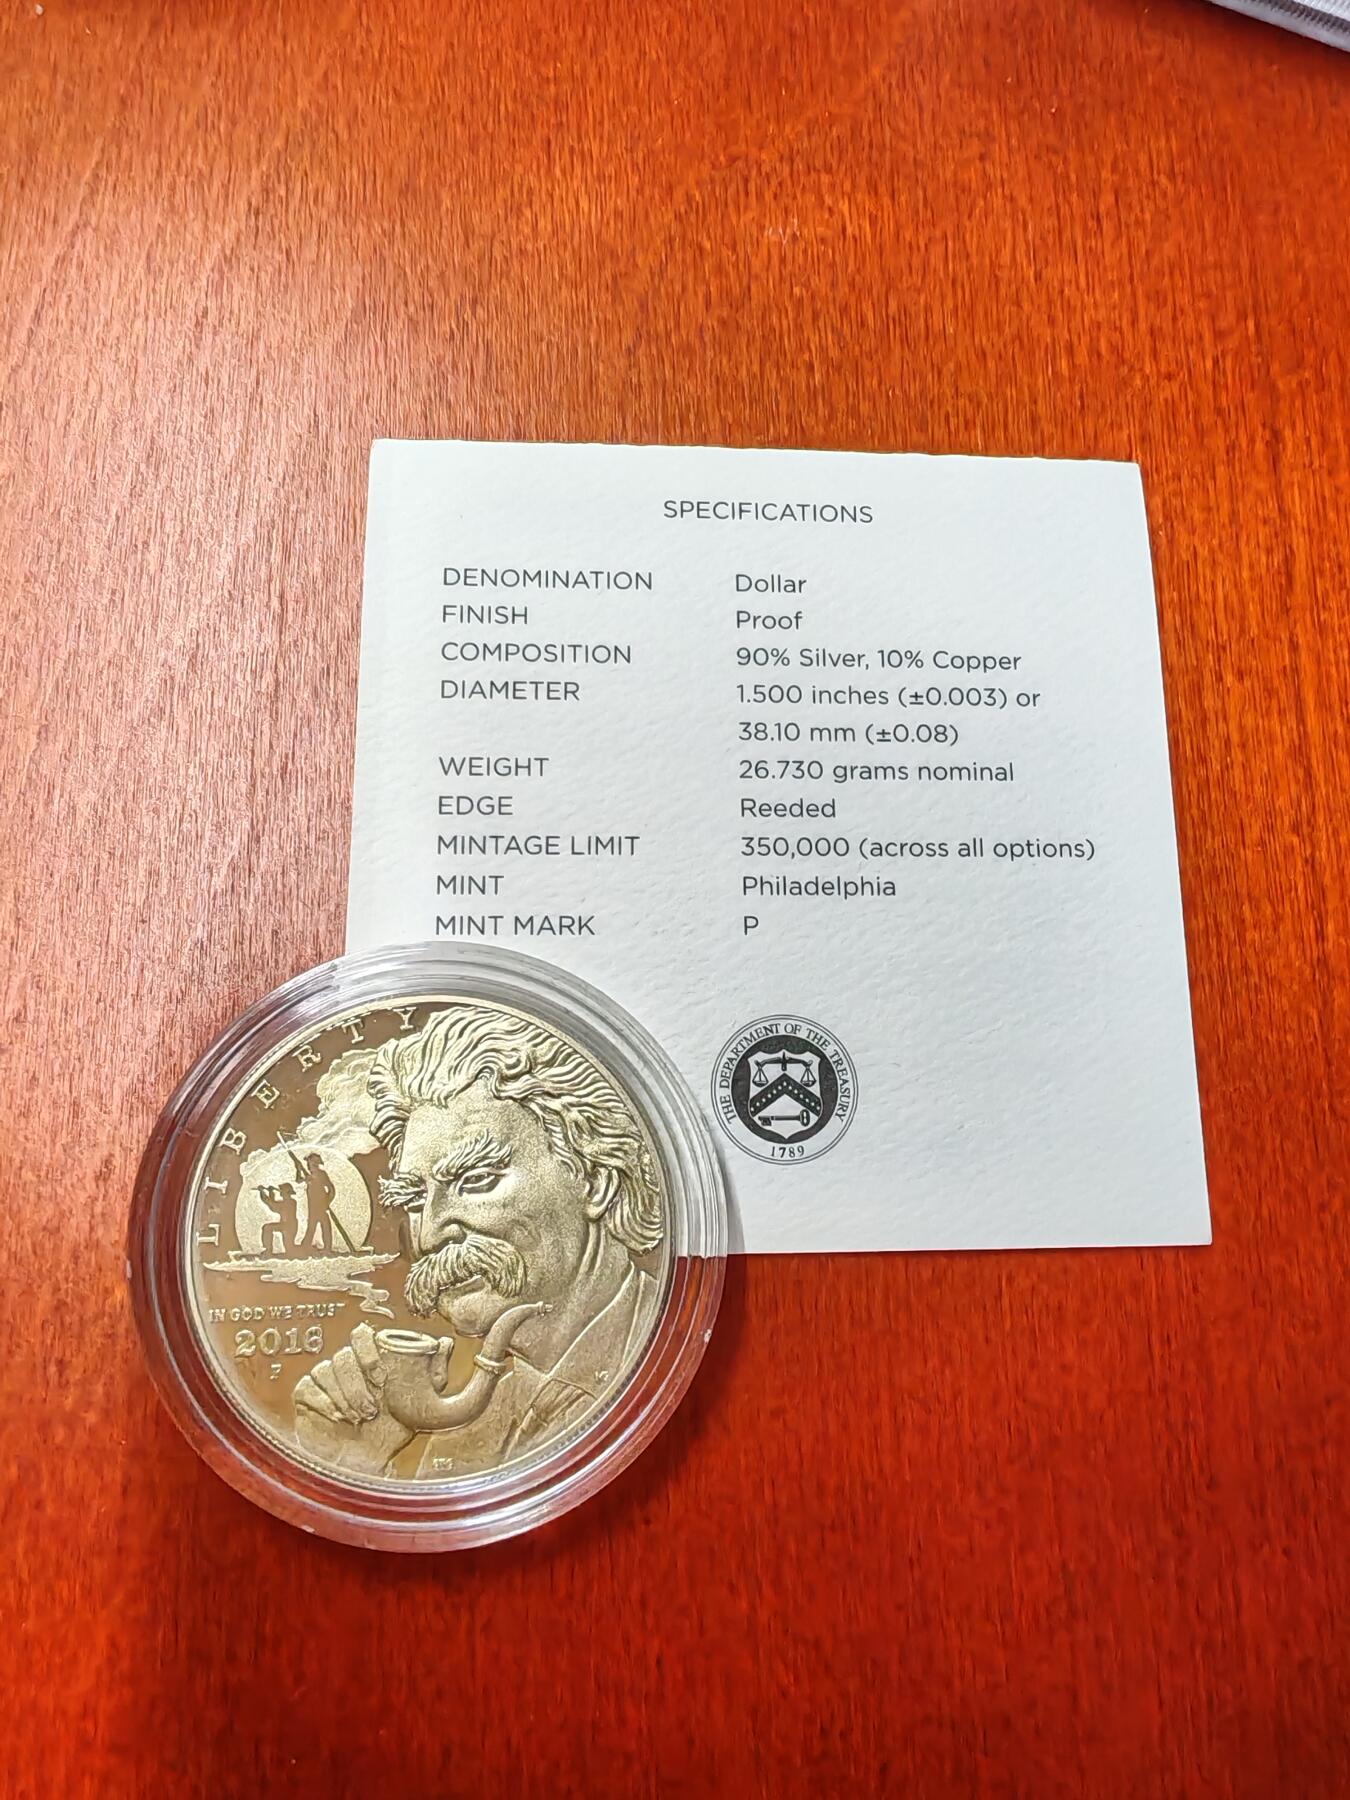 SPECIFICATIONS
DENOMINATION Dollar
FINISH Proof
COMPOSITION 90% Silver, 10% Copper
DIAMETER 1.500 inches (±0.003) or
38.10 mm (±0.08)
WEIGHT 26.730 grams nominal
EDGE Reeded
MINTAGE LIMIT 350,000 (across all options)
MINT Philadelphia
MINT MARK P
THE DEPARTMENT OF THE TREASURY
1789
LIBERTY
IN GOD WE TRUST
2016
P